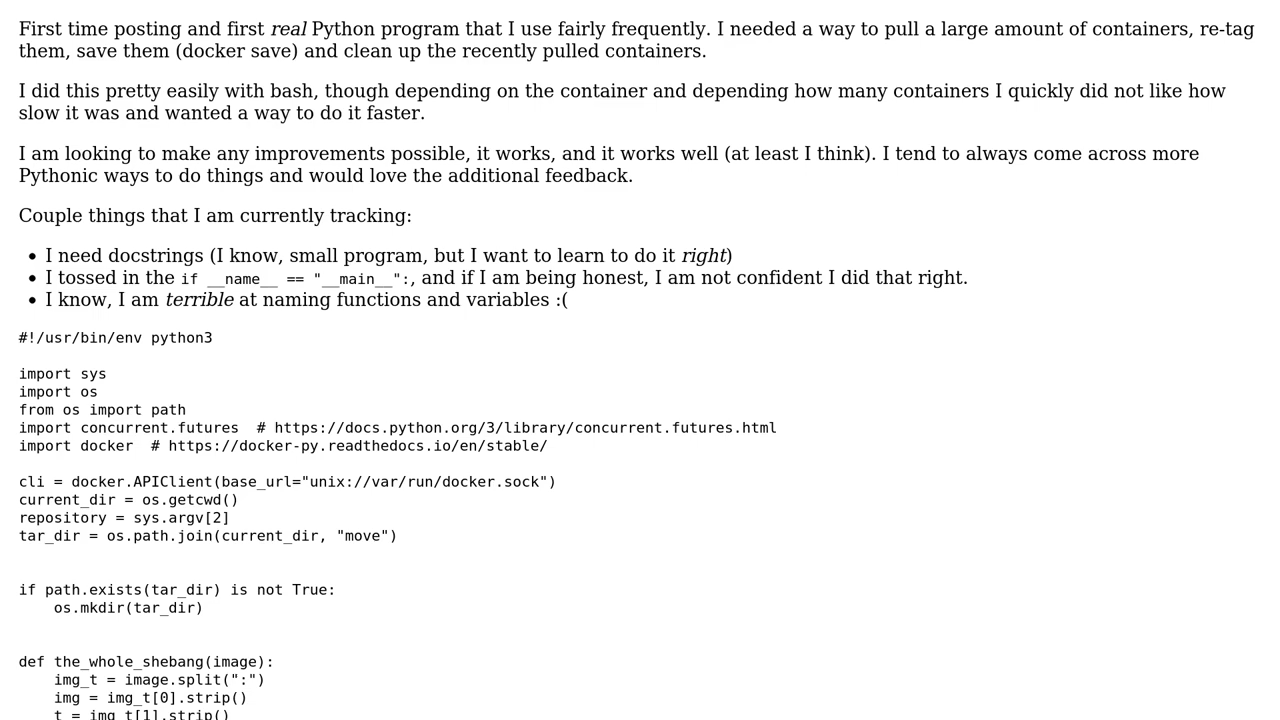 First time posting and first real Python program that I use fairly frequently. I needed a way to pull a large amount of containers, re-tag
them, save them (docker save) and clean up the recently pulled containers.
I did this pretty easily with bash, though depending on the container and depending how many containers I quickly did not like how
slow it was and wanted a way to do it faster.
I am looking to make any improvements possible, it works, and it works well (at least I think). I tend to always come across more
Pythonic ways to do things and would love the additional feedback.
Couple things that I am currently tracking:
• I need docstrings (I know, small program, but I want to learn to do it right)
• I tossed in the if __name__ == "__main__":, and if I am being honest, I am not confident I did that right.
• I know, I am terrible at naming functions and variables :(
#!/usr/bin/env python3
import sys
import os
from os import path
import concurrent.futures  # https://docs.python.org/3/library/concurrent.futures.html
import docker  # https://docker-py.readthedocs.io/en/stable/
cli = docker.APIClient(base_url="unix://var/run/docker.sock")
current_dir = os.getcwd()
repository = sys.argv[2]
tar_dir = os.path.join(current_dir, "move")
if path.exists(tar_dir) is not True:
    os.mkdir(tar_dir)
def the_whole_shebang(image):
    img_t = image.split(":")
    img = img_t[0].strip()
    t = img_t[1].strip()